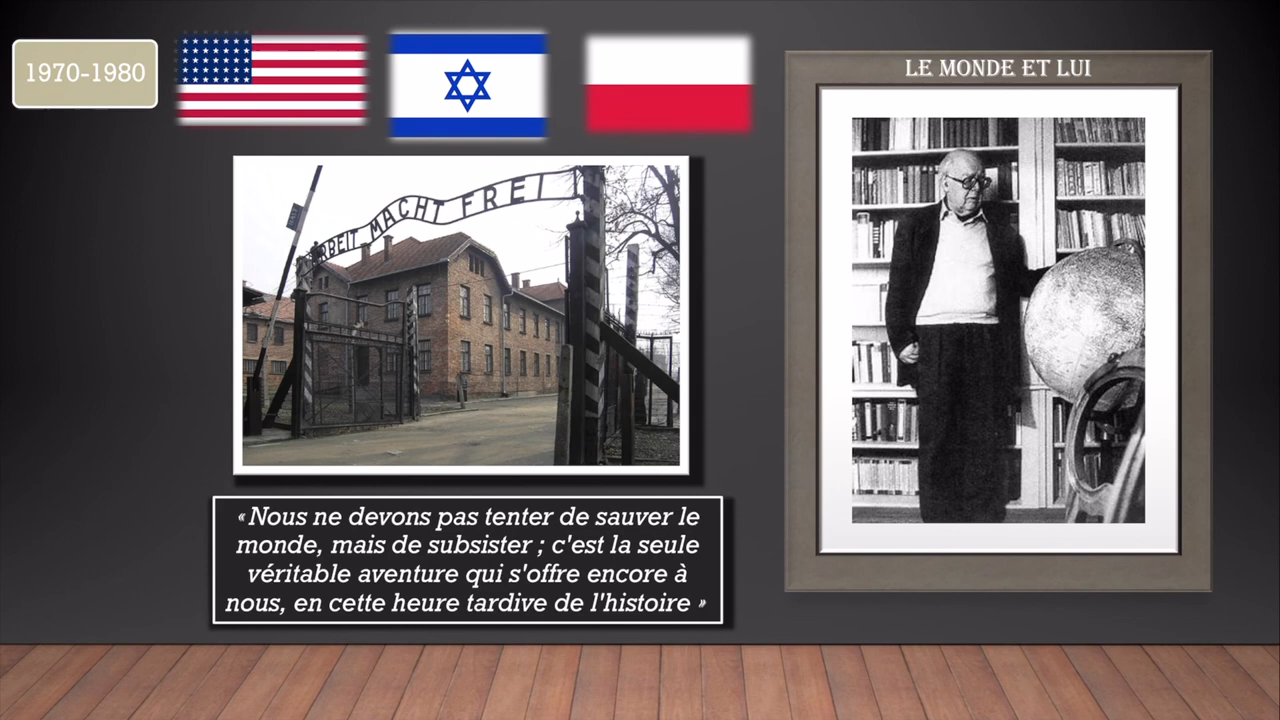 1970-1980
LE MONDE ET LUI
ARBEIT MACHT FREI
« Nous ne devons pas tenter de sauver le
monde, mais de subsister ; c'est la seule
véritable aventure qui s'offre encore à
nous, en cette heure tardive de l'histoire »